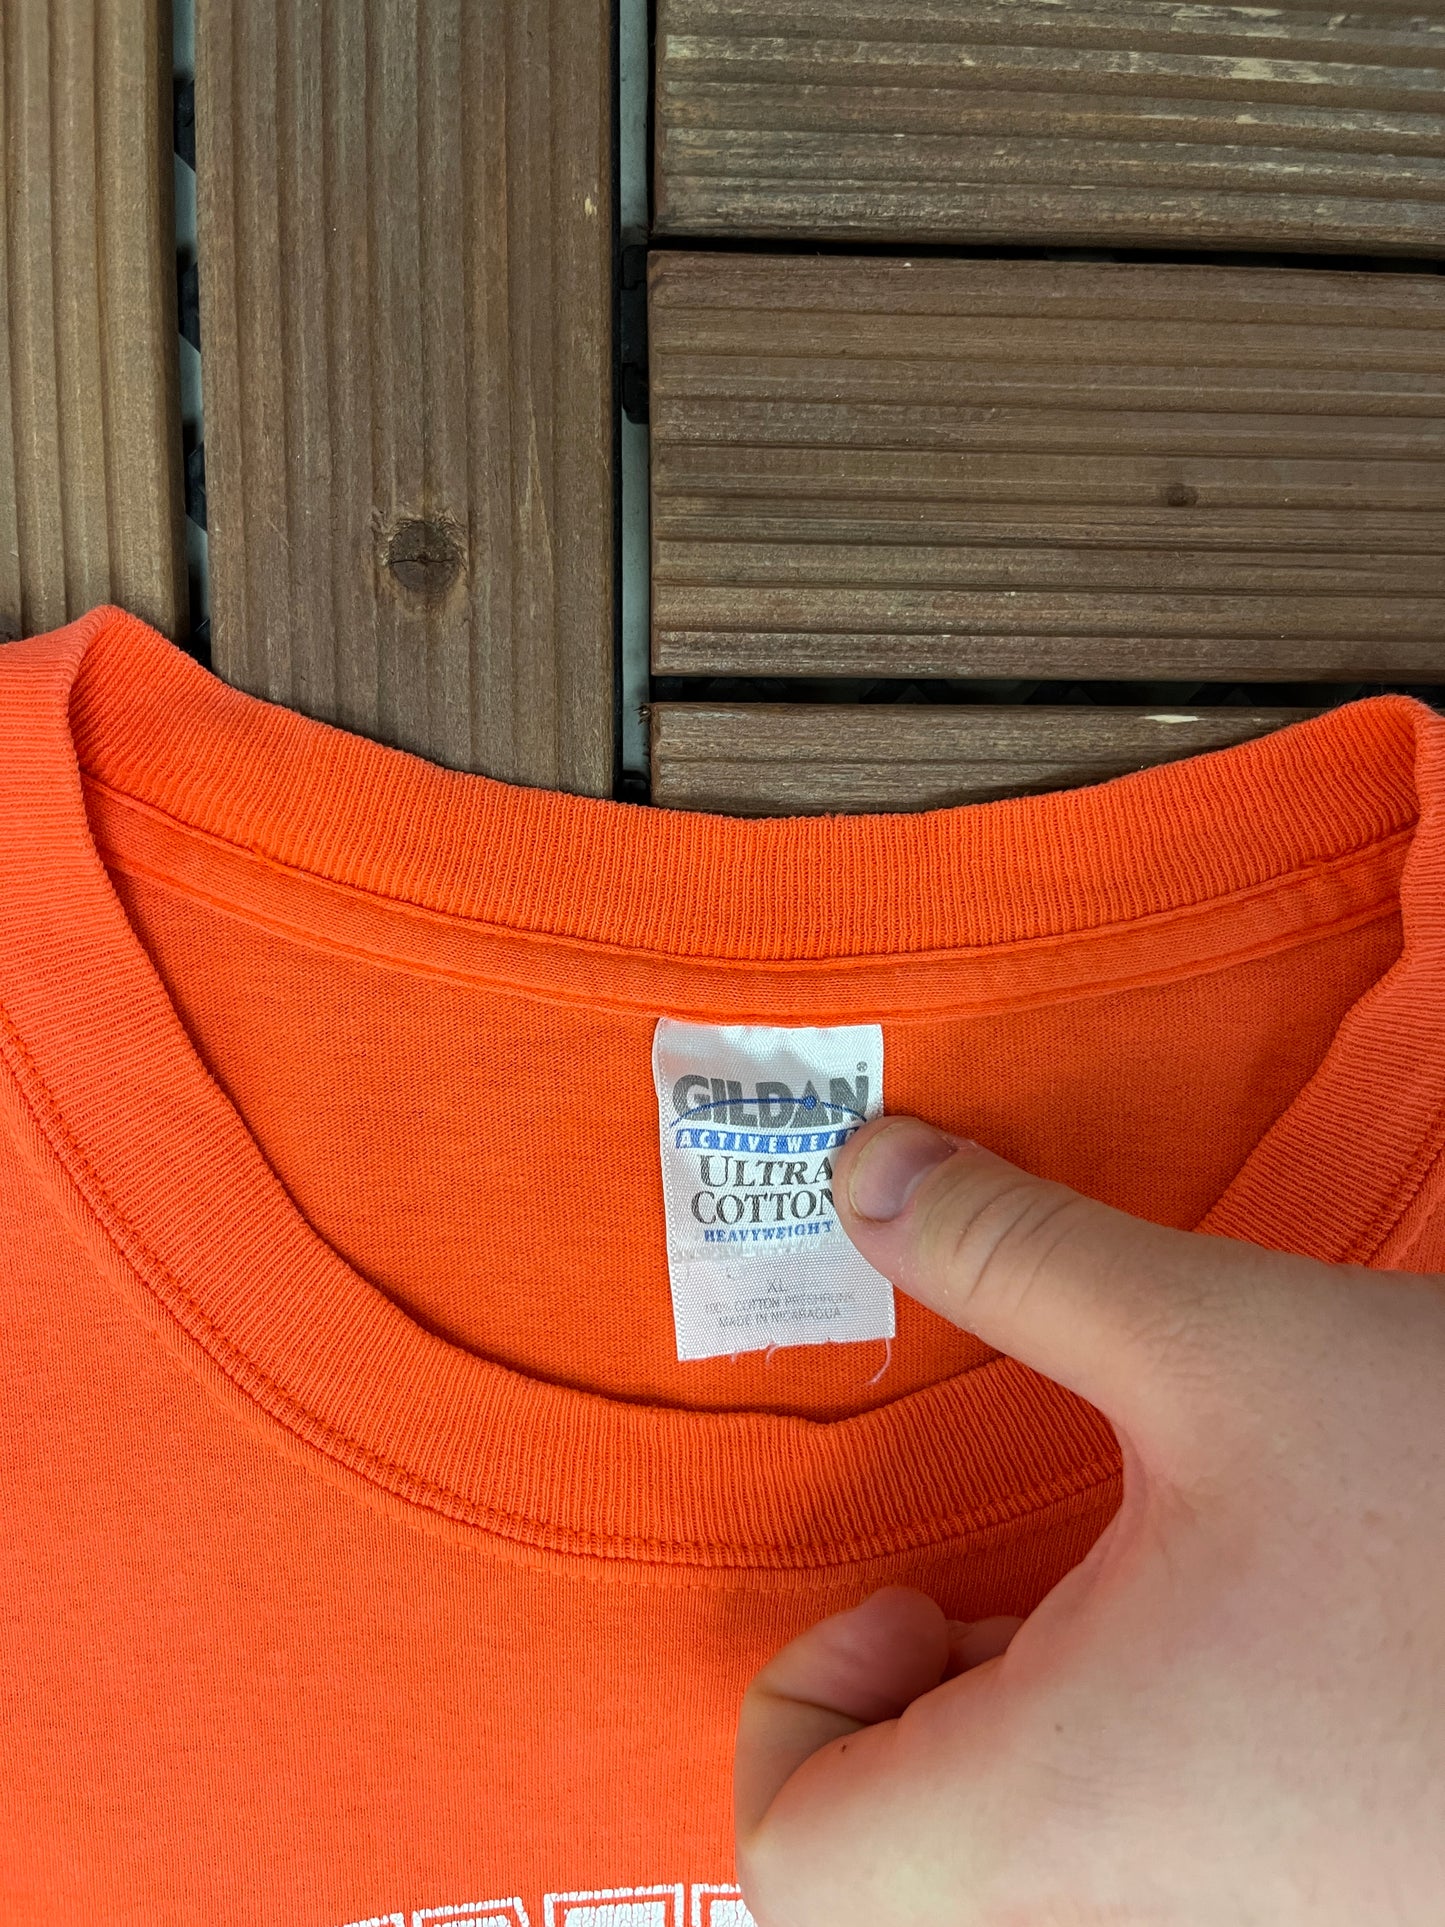 GILDAN®
ACTIVEWEAR
ULTRA
COTTON
HEAVYWEIGHT
XL
100% COTTON PRESHRUNK
MADE IN NICARAGUA